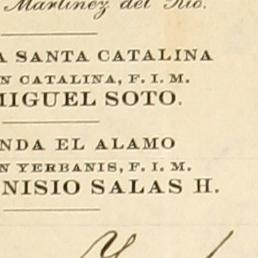 Martinez del Rio.
A SANTA CATALINA
N CATALINA, F. I. M.
MIGUEL SOTO.
NDA EL ALAMO
N YERBANIS, F. I. M.
NISIO SALAS H.